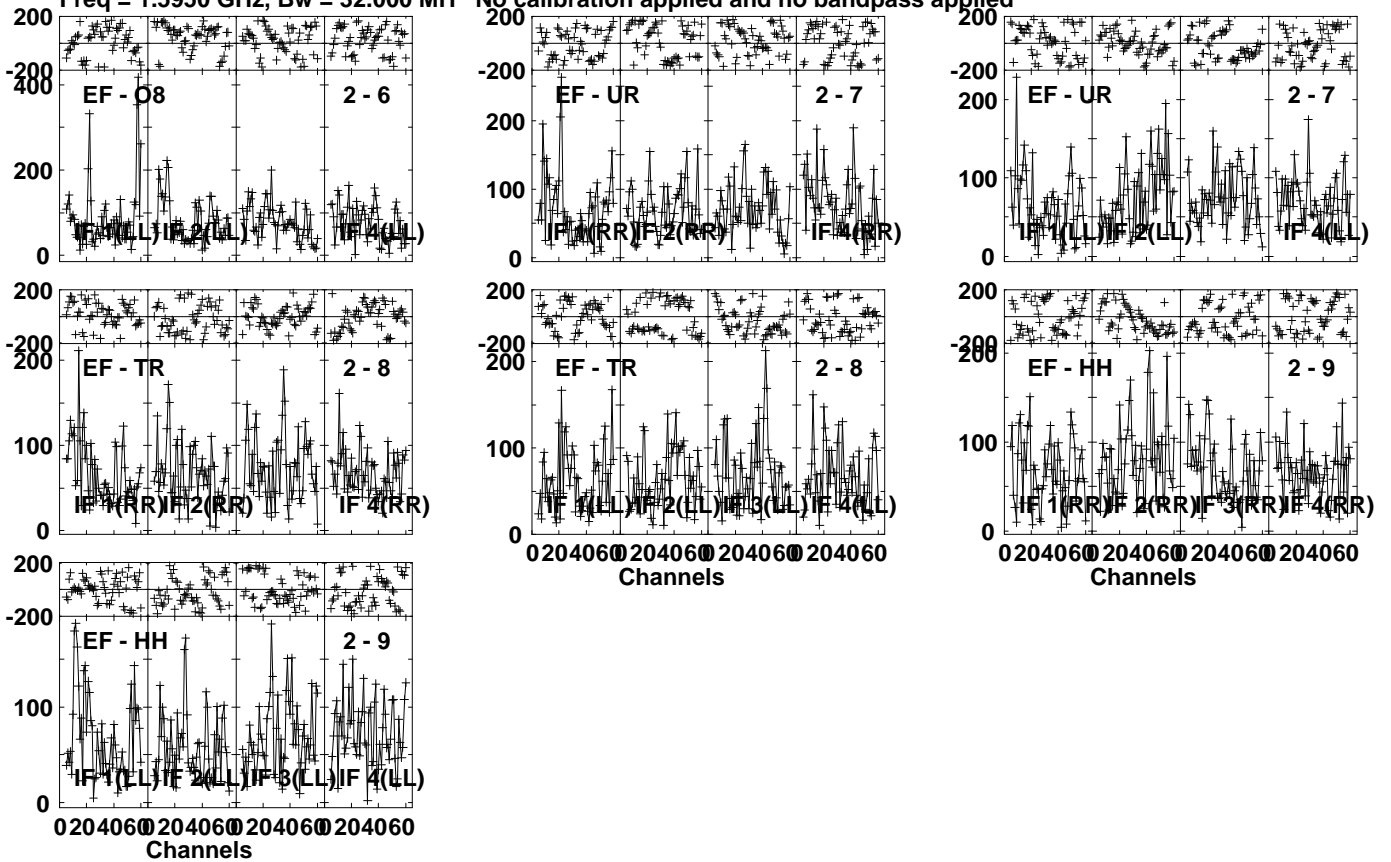 Freq = 1.5950 GHz, Bw = 32.000 MH No calibration applied and no bandpass applied
200
-200
400
200
0
EF - O8 2 - 6
IF 1(LL) IF 2(LL) IF 4(LL)
200
-200
200
100
0
EF - UR 2 - 7
IF 1(RR) IF 2(RR) IF 4(RR)
200
-200
200
100
0
EF - UR 2 - 7
IF 1(LL) IF 2(LL) IF 4(LL)
200
-200
200
100
0
EF - TR 2 - 8
IF 1(RR) IF 2(RR) IF 4(RR)
200
-200
200
100
0
EF - TR 2 - 8
IF 1(LL) IF 2(LL) IF 3(LL) IF 4(LL)
0 20 40 60 0 20 40 60 0 20 40 60 0 20 40 60
Channels
200
-200
200
100
0
EF - HH 2 - 9
IF 1(RR) IF 2(RR) IF 3(RR) IF 4(RR)
0 20 40 60 0 20 40 60 0 20 40 60 0 20 40 60
Channels
200
-200
100
0
EF - HH 2 - 9
IF 1(LL) IF 2(LL) IF 3(LL) IF 4(LL)
0 20 40 60 0 20 40 60 0 20 40 60 0 20 40 60
Channels